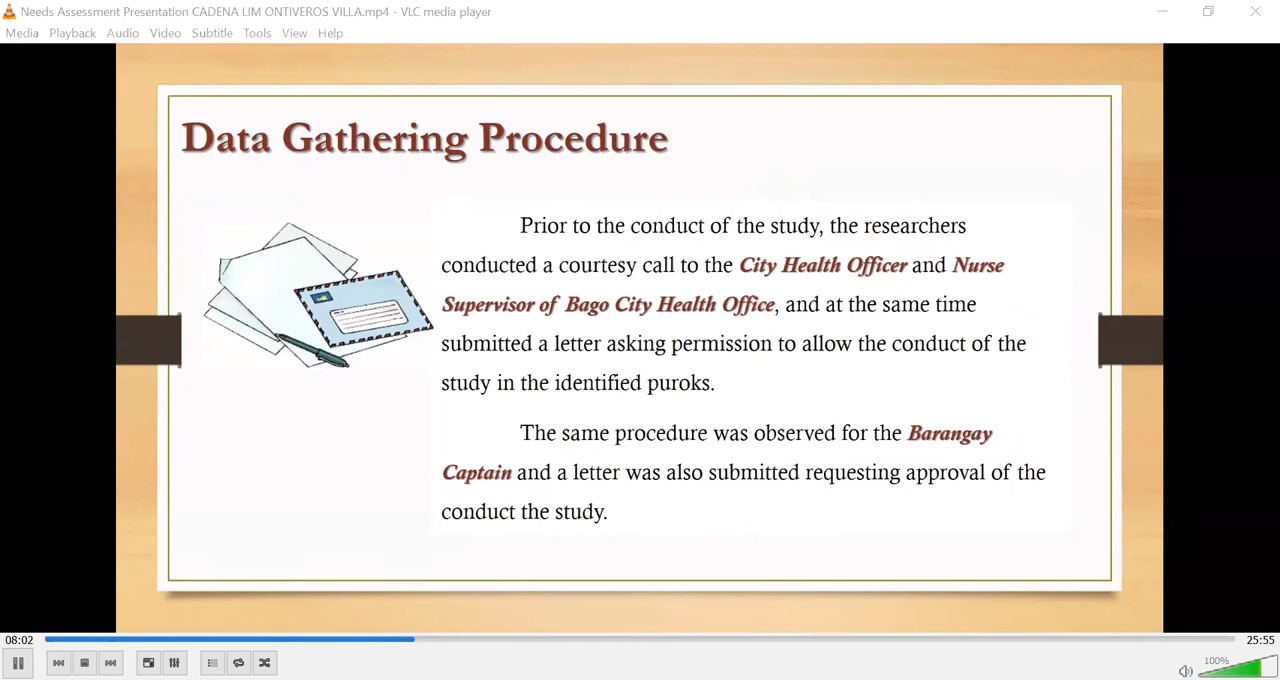 Needs Assessment Presentation CADENA LIM ONTIVEROS VILLA.mp4 - VLC media player
Media Playback Audio Video Subtitle Tools View Help
Data Gathering Procedure
Prior to the conduct of the study, the researchers
conducted a courtesy call to the City Health Officer and Nurse
Supervisor of Bago City Health Office, and at the same time
submitted a letter asking permission to allow the conduct of the
study in the identified puroks.
The same procedure was observed for the Barangay
Captain and a letter was also submitted requesting approval of the
conduct the study.
08:02 25:55
100%